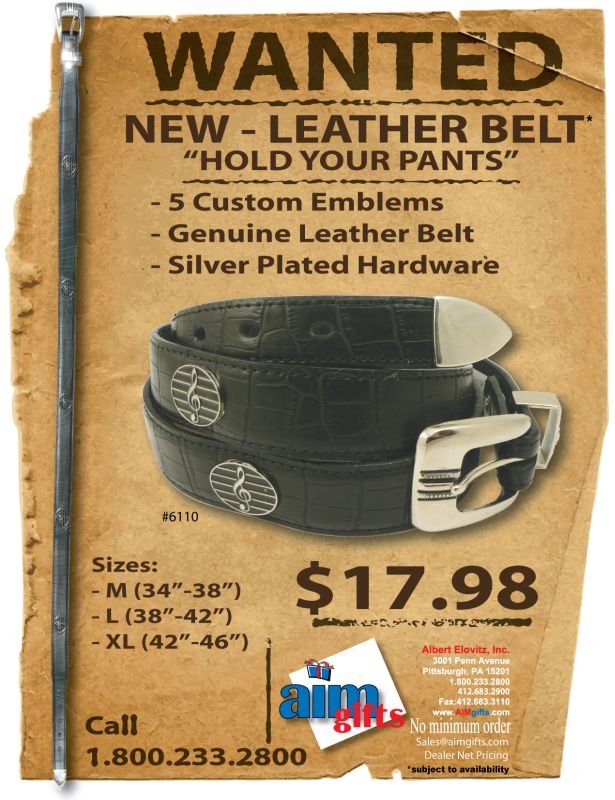 WANTED
NEW - LEATHER BELT*
“HOLD YOUR PANTS”
- 5 Custom Emblems
- Genuine Leather Belt
- Silver Plated Hardware
#6110
Sizes:
- M (34”-38”)
- L (38”-42”)
- XL (42”-46”)
$17.98
Call
1.800.233.2800
aim
gifts
Albert Elovitz, Inc.
3001 Penn Avenue
Pittsburgh, PA 15201
1.800.233.2800
412.683.2900
Fax:412.683.3110
www.AIMgifts.com
No minimum order
Sales@aimgifts.com
Dealer Net Pricing
*subject to availability